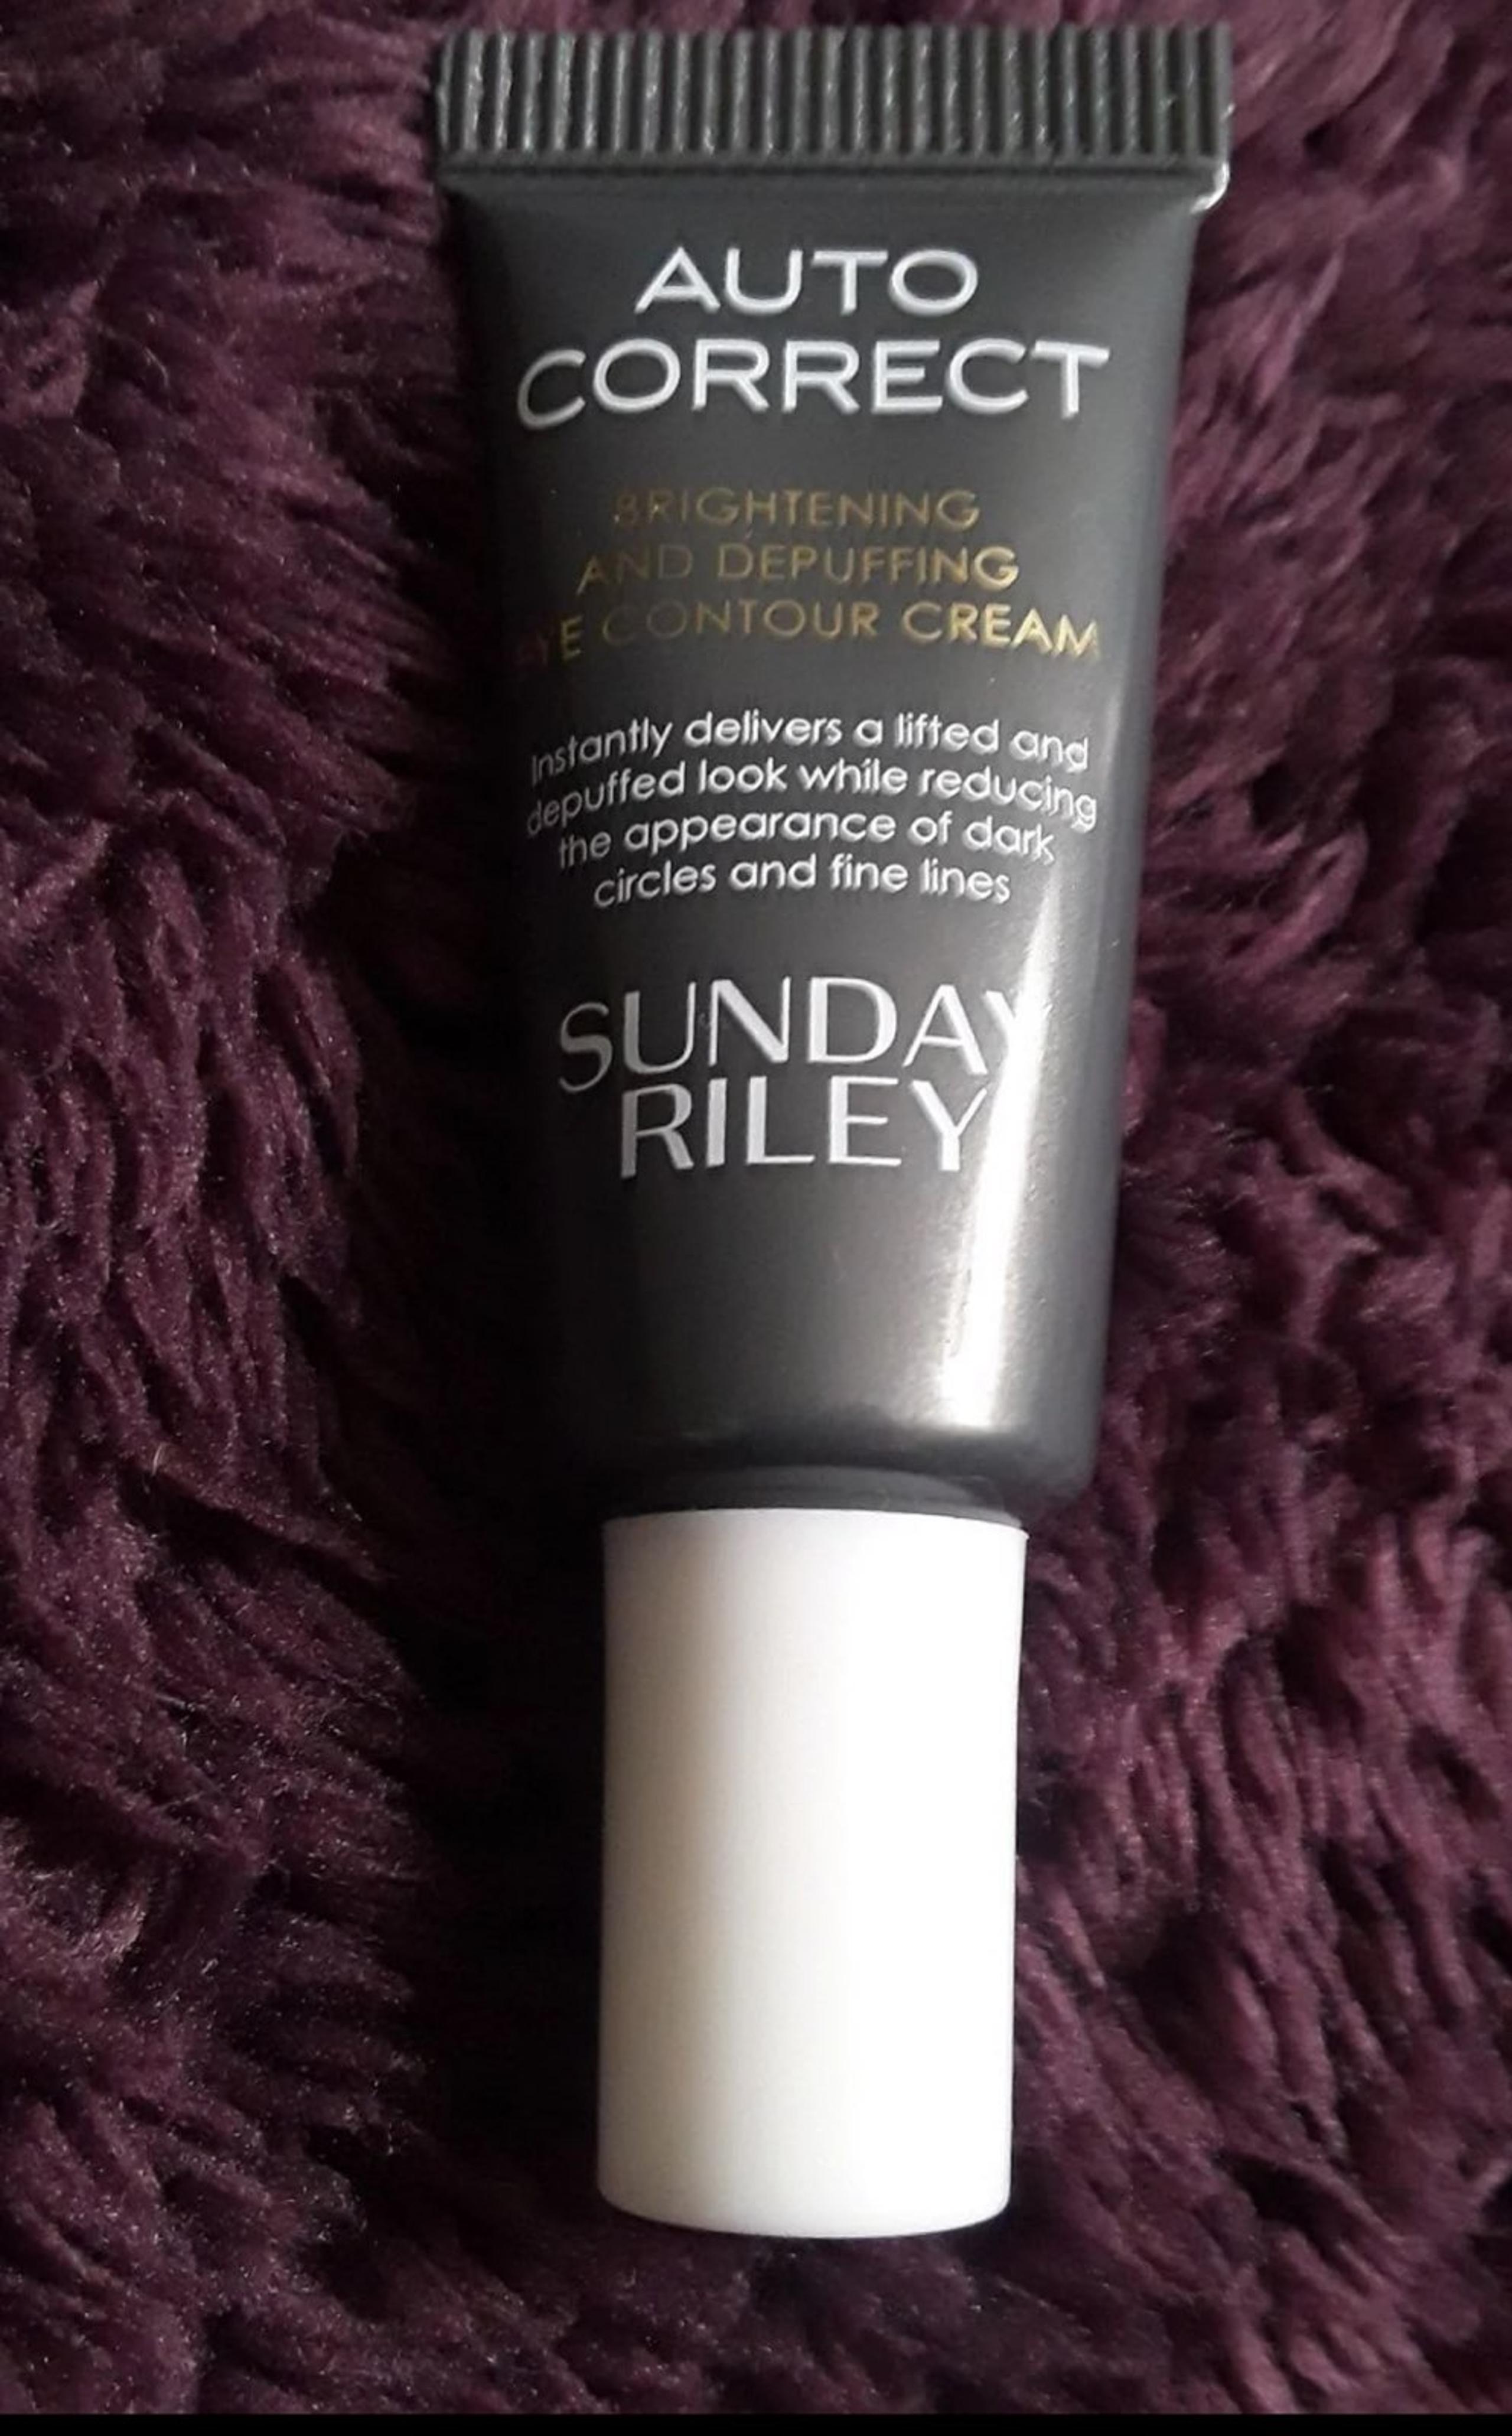 AUTO
CORRECT
BRIGHTENING
AND DEPUFFING
EYE CONTOUR CREAM
Instantly delivers a lifted and
depuffed look while reducing
the appearance of dark
circles and fine lines
SUNDAY
RILEY